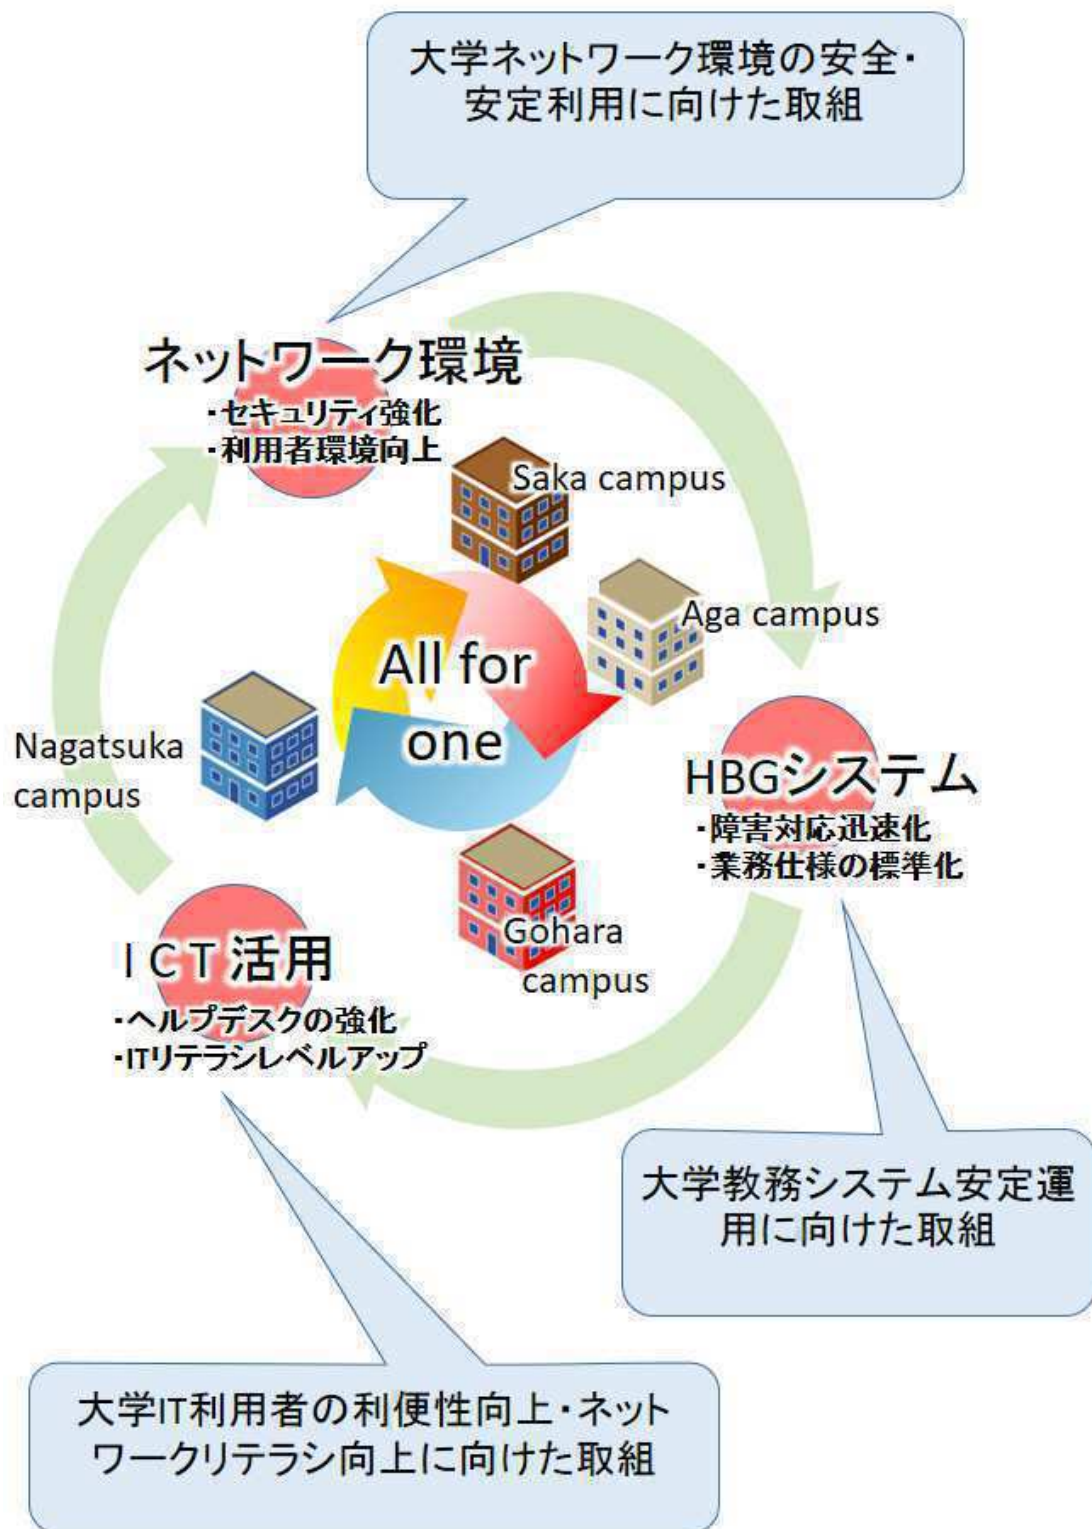 大学ネットワーク環境の安全・
安定利用に向けた取組
ネットワーク環境
・セキュリティ強化
・利用者環境向上
Saka campus
Aga campus
All for
one
Nagatsuka
campus
HBGシステム
・障害対応迅速化
・業務仕様の標準化
Gohara
campus
ICT活用
・ヘルプデスクの強化
・ITリテラシレベルアップ
大学教務システム安定運
用に向けた取組
大学IT利用者の利便性向上・ネット
ワークリテラシ向上に向けた取組